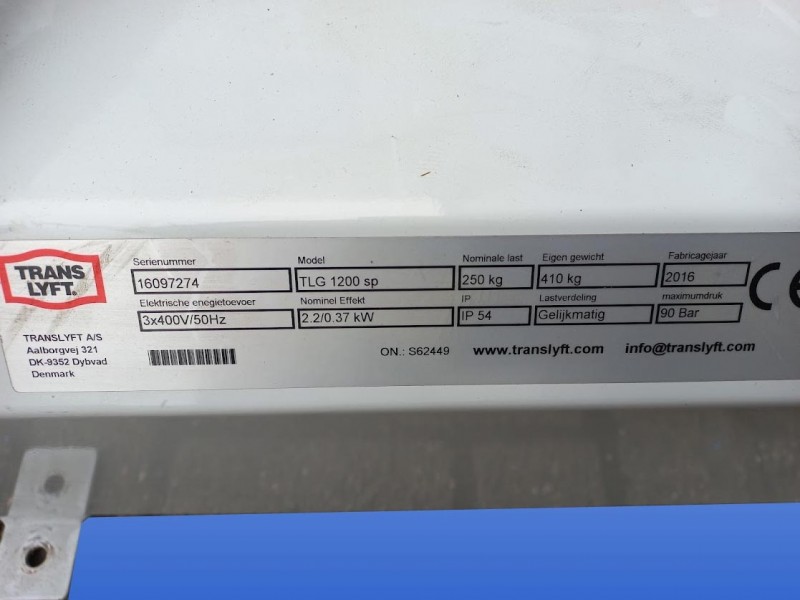 TRANS
LYFT®
TRANSLYFT A/S
Aalborgvej 321
DK-9352 Dybvad
Denmark
Serienummer Model Nominale last Eigen gewicht Fabricagejaar
16097274 TLG 1200 sp 250 kg 410 kg 2016
Elektrische enegietoevoer Nominel Effekt IP Lastverdeling maximumdruk
3x400V/50Hz 2.2/0.37 kW IP 54 Gelijkmatig 90 Bar
ON.: S62449 www.translyft.com info@translyft.com
CE